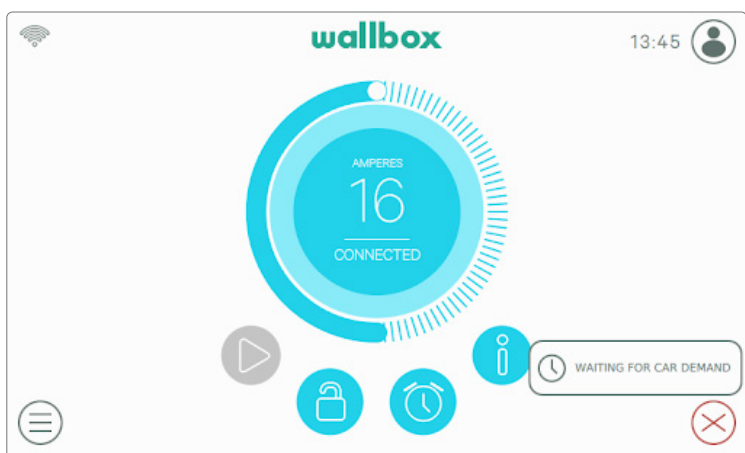 wallbox
13:45
AMPERES
16
CONNECTED
WAITING FOR CAR DEMAND